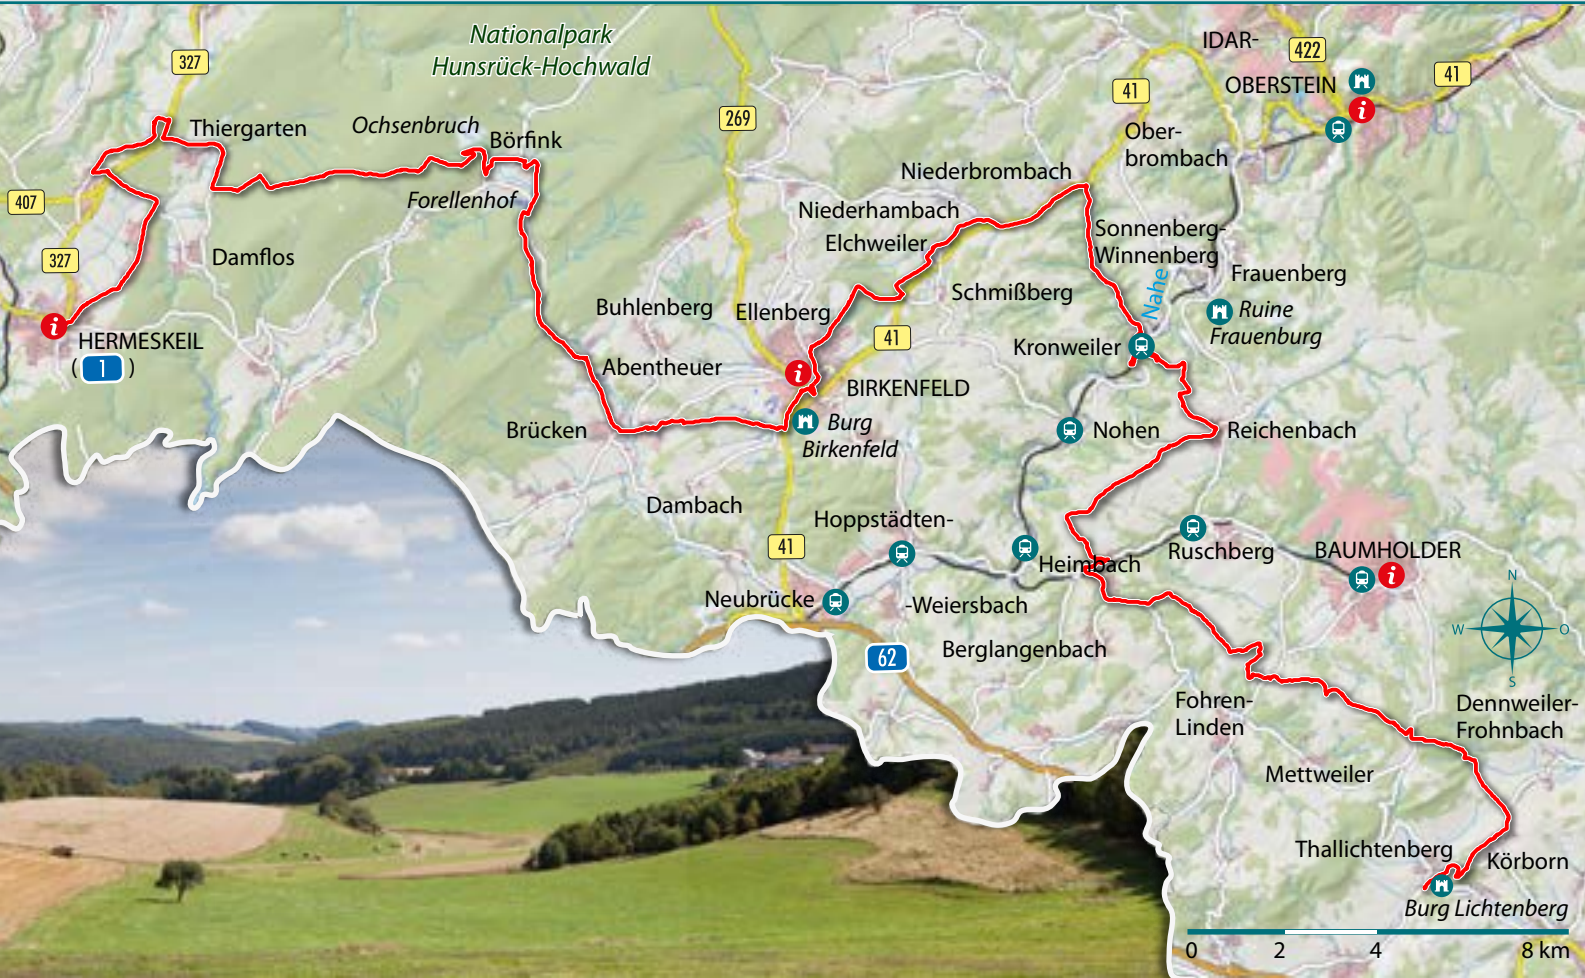 Nationalpark
Hunsrück-Hochwald
327
Thiergarten
Ochsenbruch
Börfink
Forellenhof
407
327
Damflos
HERMESKEIL
( 1 )
269
41
IDAR-
OBERSTEIN
422
41
Ober-
brombach
Niederbrombach
Niederhambach
Elchweiler
Sonnenberg-
Winnenberg
Nahe
Frauenberg
Ruine
Frauenburg
Schmißberg
Buhlenberg
Ellenberg
41
Kronweiler
Abentheuer
BIRKENFELD
Burg
Birkenfeld
Brücken
Nohen
Reichenbach
Dambach
Hoppstädten-
41
Heimbach
Ruschberg
BAUMHOLDER
Neubrücke
-Weiersbach
Berglangenbach
62
N
W
O
S
Fohren-
Linden
Dennweiler-
Frohnbach
Mettweiler
Thallichtenberg
Körborn
Burg Lichtenberg
0 2 4 8 km